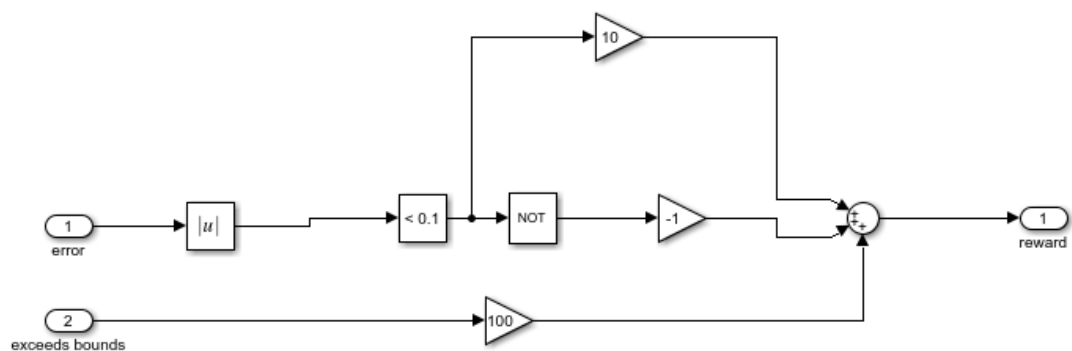 10
1
error
|u|
< 0.1
NOT
-1
+
+
+
1
reward
2
exceeds bounds
100